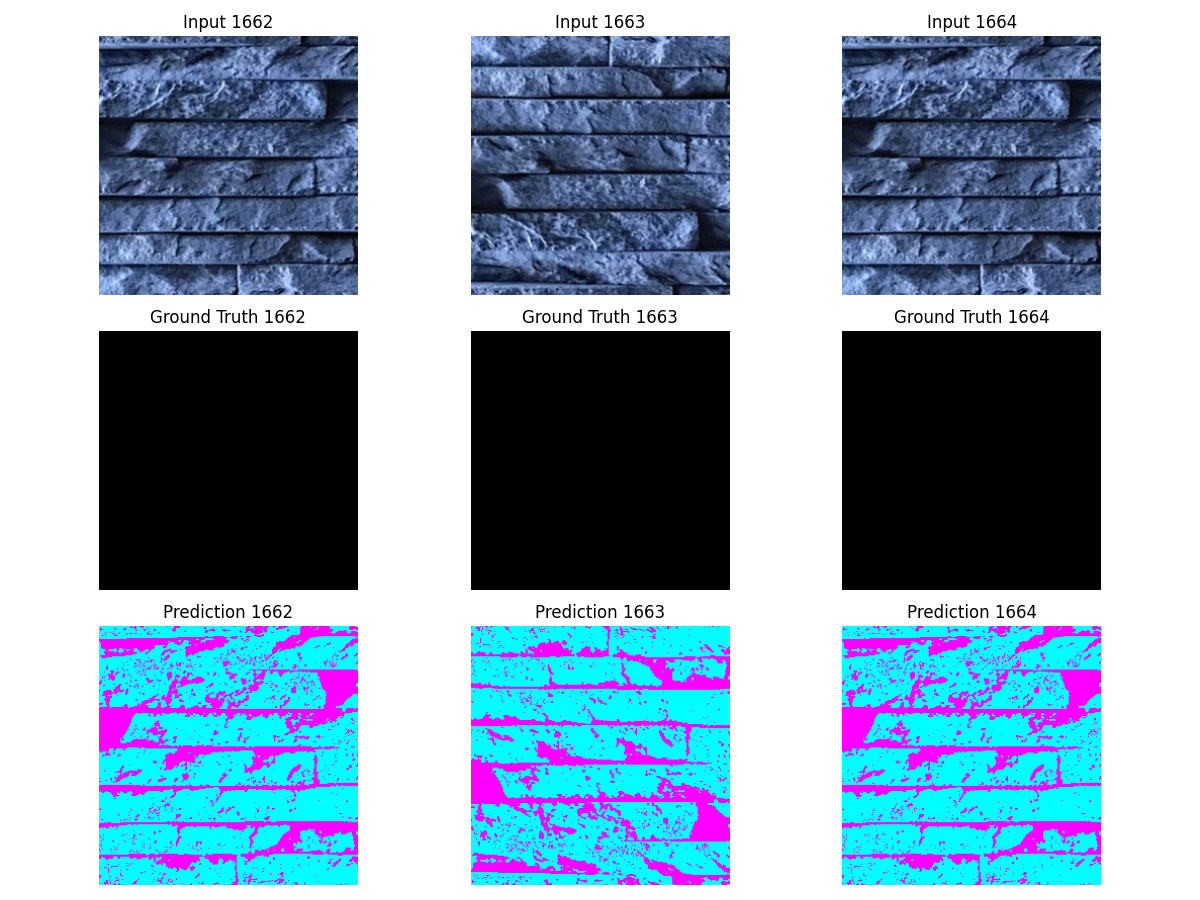 Input 1662
Input 1663
Input 1664
Ground Truth 1662
Ground Truth 1663
Ground Truth 1664
Prediction 1662
Prediction 1663
Prediction 1664